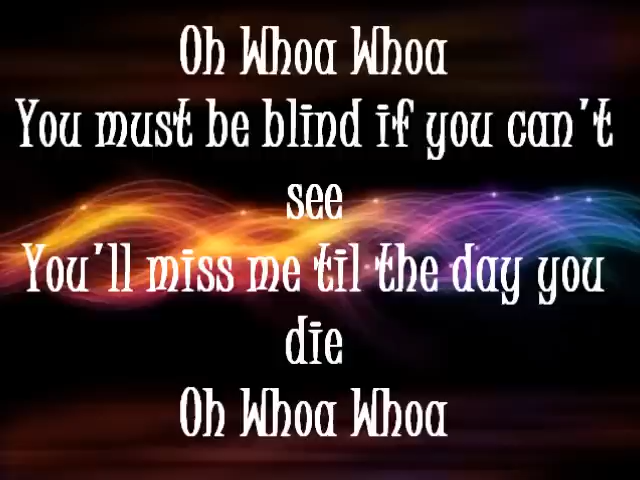 Oh Whoa Whoa
You must be blind if you can't
see
You'll miss me til the day you
die
Oh Whoa Whoa